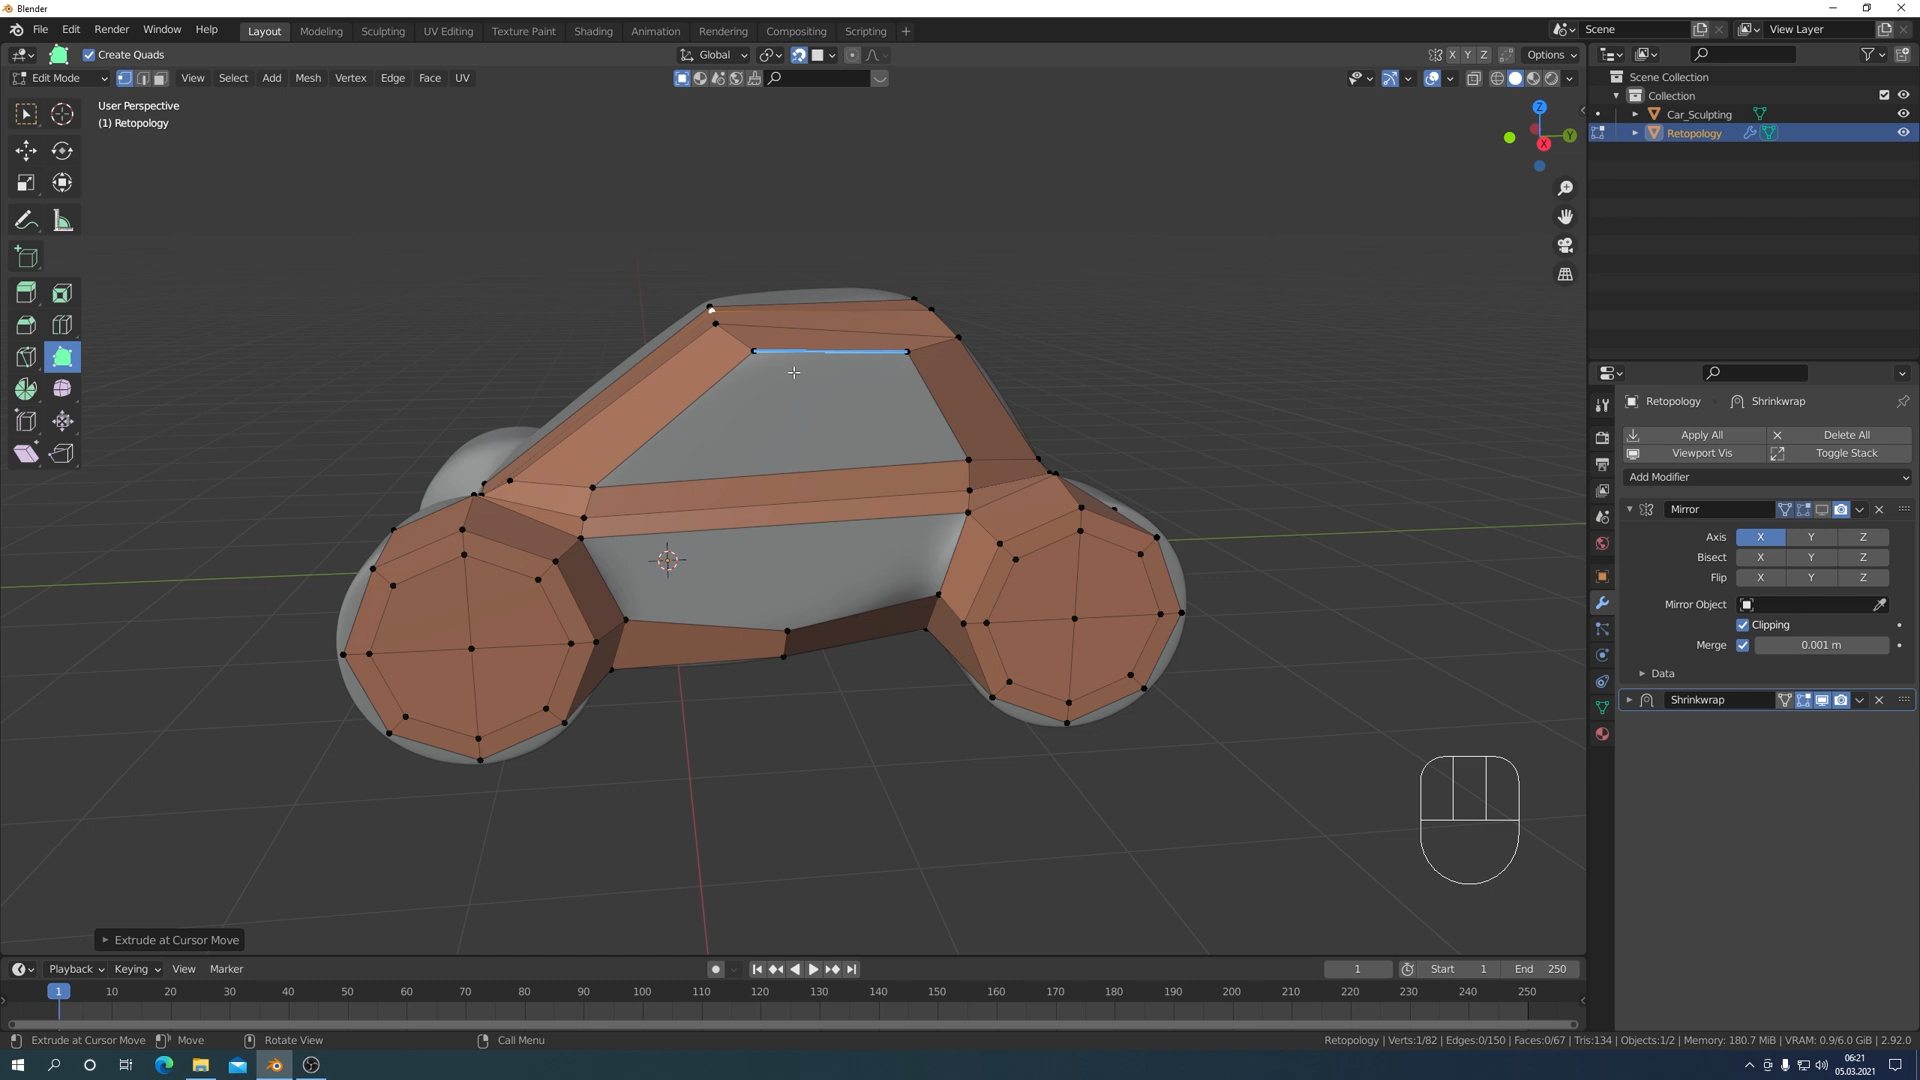 Blender
File Edit Render Window Help
Layout Modeling Sculpting UV Editing Texture Paint Shading Animation Rendering Compositing Scripting +
Scene
View Layer
Create Quads
Global
X Y Z
Options
Edit Mode
View Select Add Mesh Vertex Edge Face UV
User Perspective
(1) Retopology
Z
Y
X
Scene Collection
Collection
Car_Sculpting
Retopology
Retopology
Shrinkwrap
Apply All
Delete All
Viewport Vis
Toggle Stack
Add Modifier
Mirror
Axis X Y Z
Bisect X Y Z
Flip X Y Z
Mirror Object
Clipping
Merge 0.001 m
Data
Shrinkwrap
Extrude at Cursor Move
Playback Keying View Marker
1
Start 1
End 250
1 10 20 30 40 50 60 70 80 90 100 110 120 130 140 150 160 170 180 190 200 210 220 230 240 250
Extrude at Cursor Move
Move
Rotate View
Call Menu
Retopology | Verts:1/82 | Edges:0/150 | Faces:0/67 | Tris:134 | Objects:1/2 | Memory: 180.7 MiB | VRAM: 0.9/6.0 GiB | 2.92.0
06:21
05.03.2021